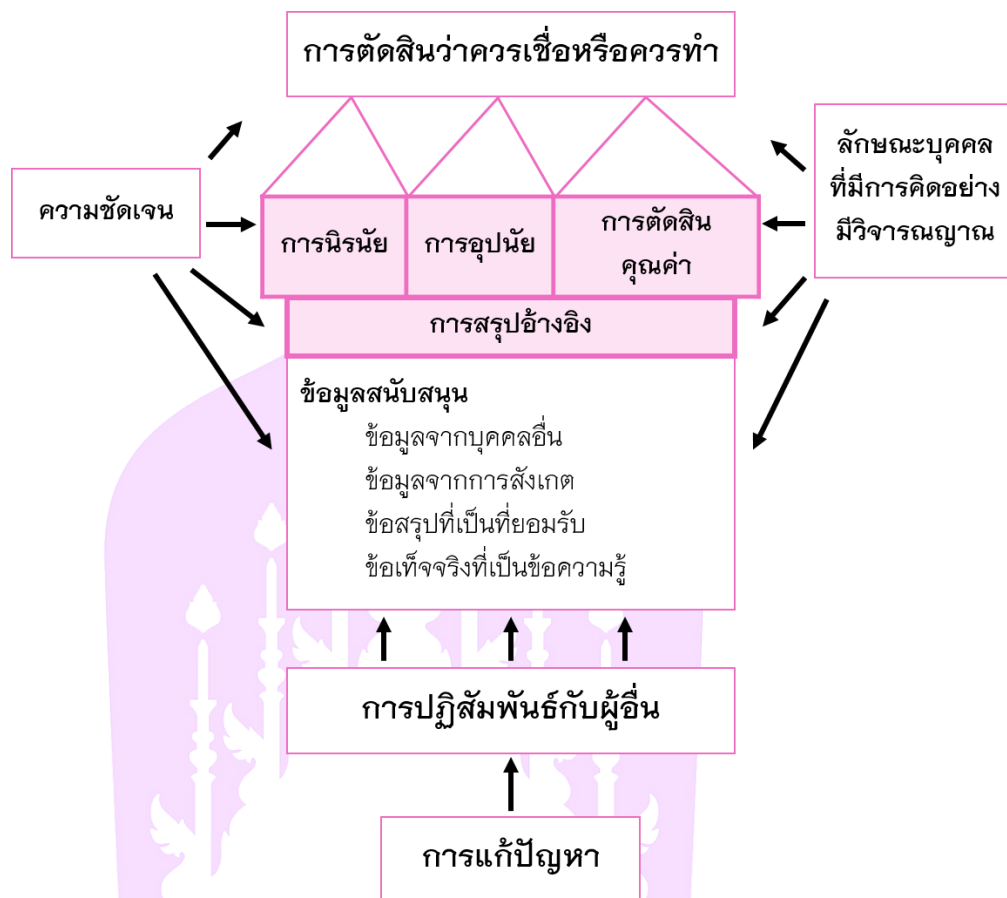 การตัดสินว่าควรเชื่อหรือควรทำ
ความชัดเจน
ลักษณะบุคคล
ที่มีการคิดอย่าง
มีวิจารณญาณ
การนิรนัย
การอุปนัย
การตัดสิน
คุณค่า
การสรุปอ้างอิง
ข้อมูลสนับสนุน
ข้อมูลจากบุคคลอื่น
ข้อมูลจากการสังเกต
ข้อสรุปที่เป็นที่ยอมรับ
ข้อเท็จจริงที่เป็นข้อความรู้
การปฏิสัมพันธ์กับผู้อื่น
การแก้ปัญหา